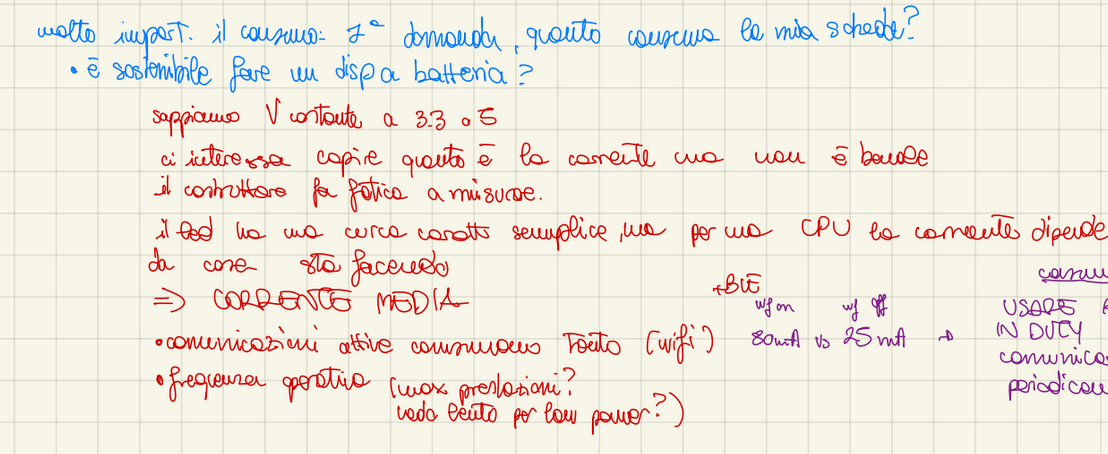 molto import. il consumo: 1ª domanda, quanto consuma la mia scheda?
• è sostenibile fare un disp a batteria?
sappiamo V costante a 3.3 o 5
ci interessa capire quanto è la corrente ma non è banale
il costruttore fa fatica a misurare.
il led ha una curva caratt semplice, ma per una CPU la corrente dipende
da cosa sta facendo
=> CORRENTE MEDIA
• comunicazioni attive consumano tanto (wifi)
+BLE
wf on wf off
80mA vs 25mA →
USARE
IN DUTY
comunica
periodicam
• frequenza operativa (max prestazioni?
vado lento per low power?)